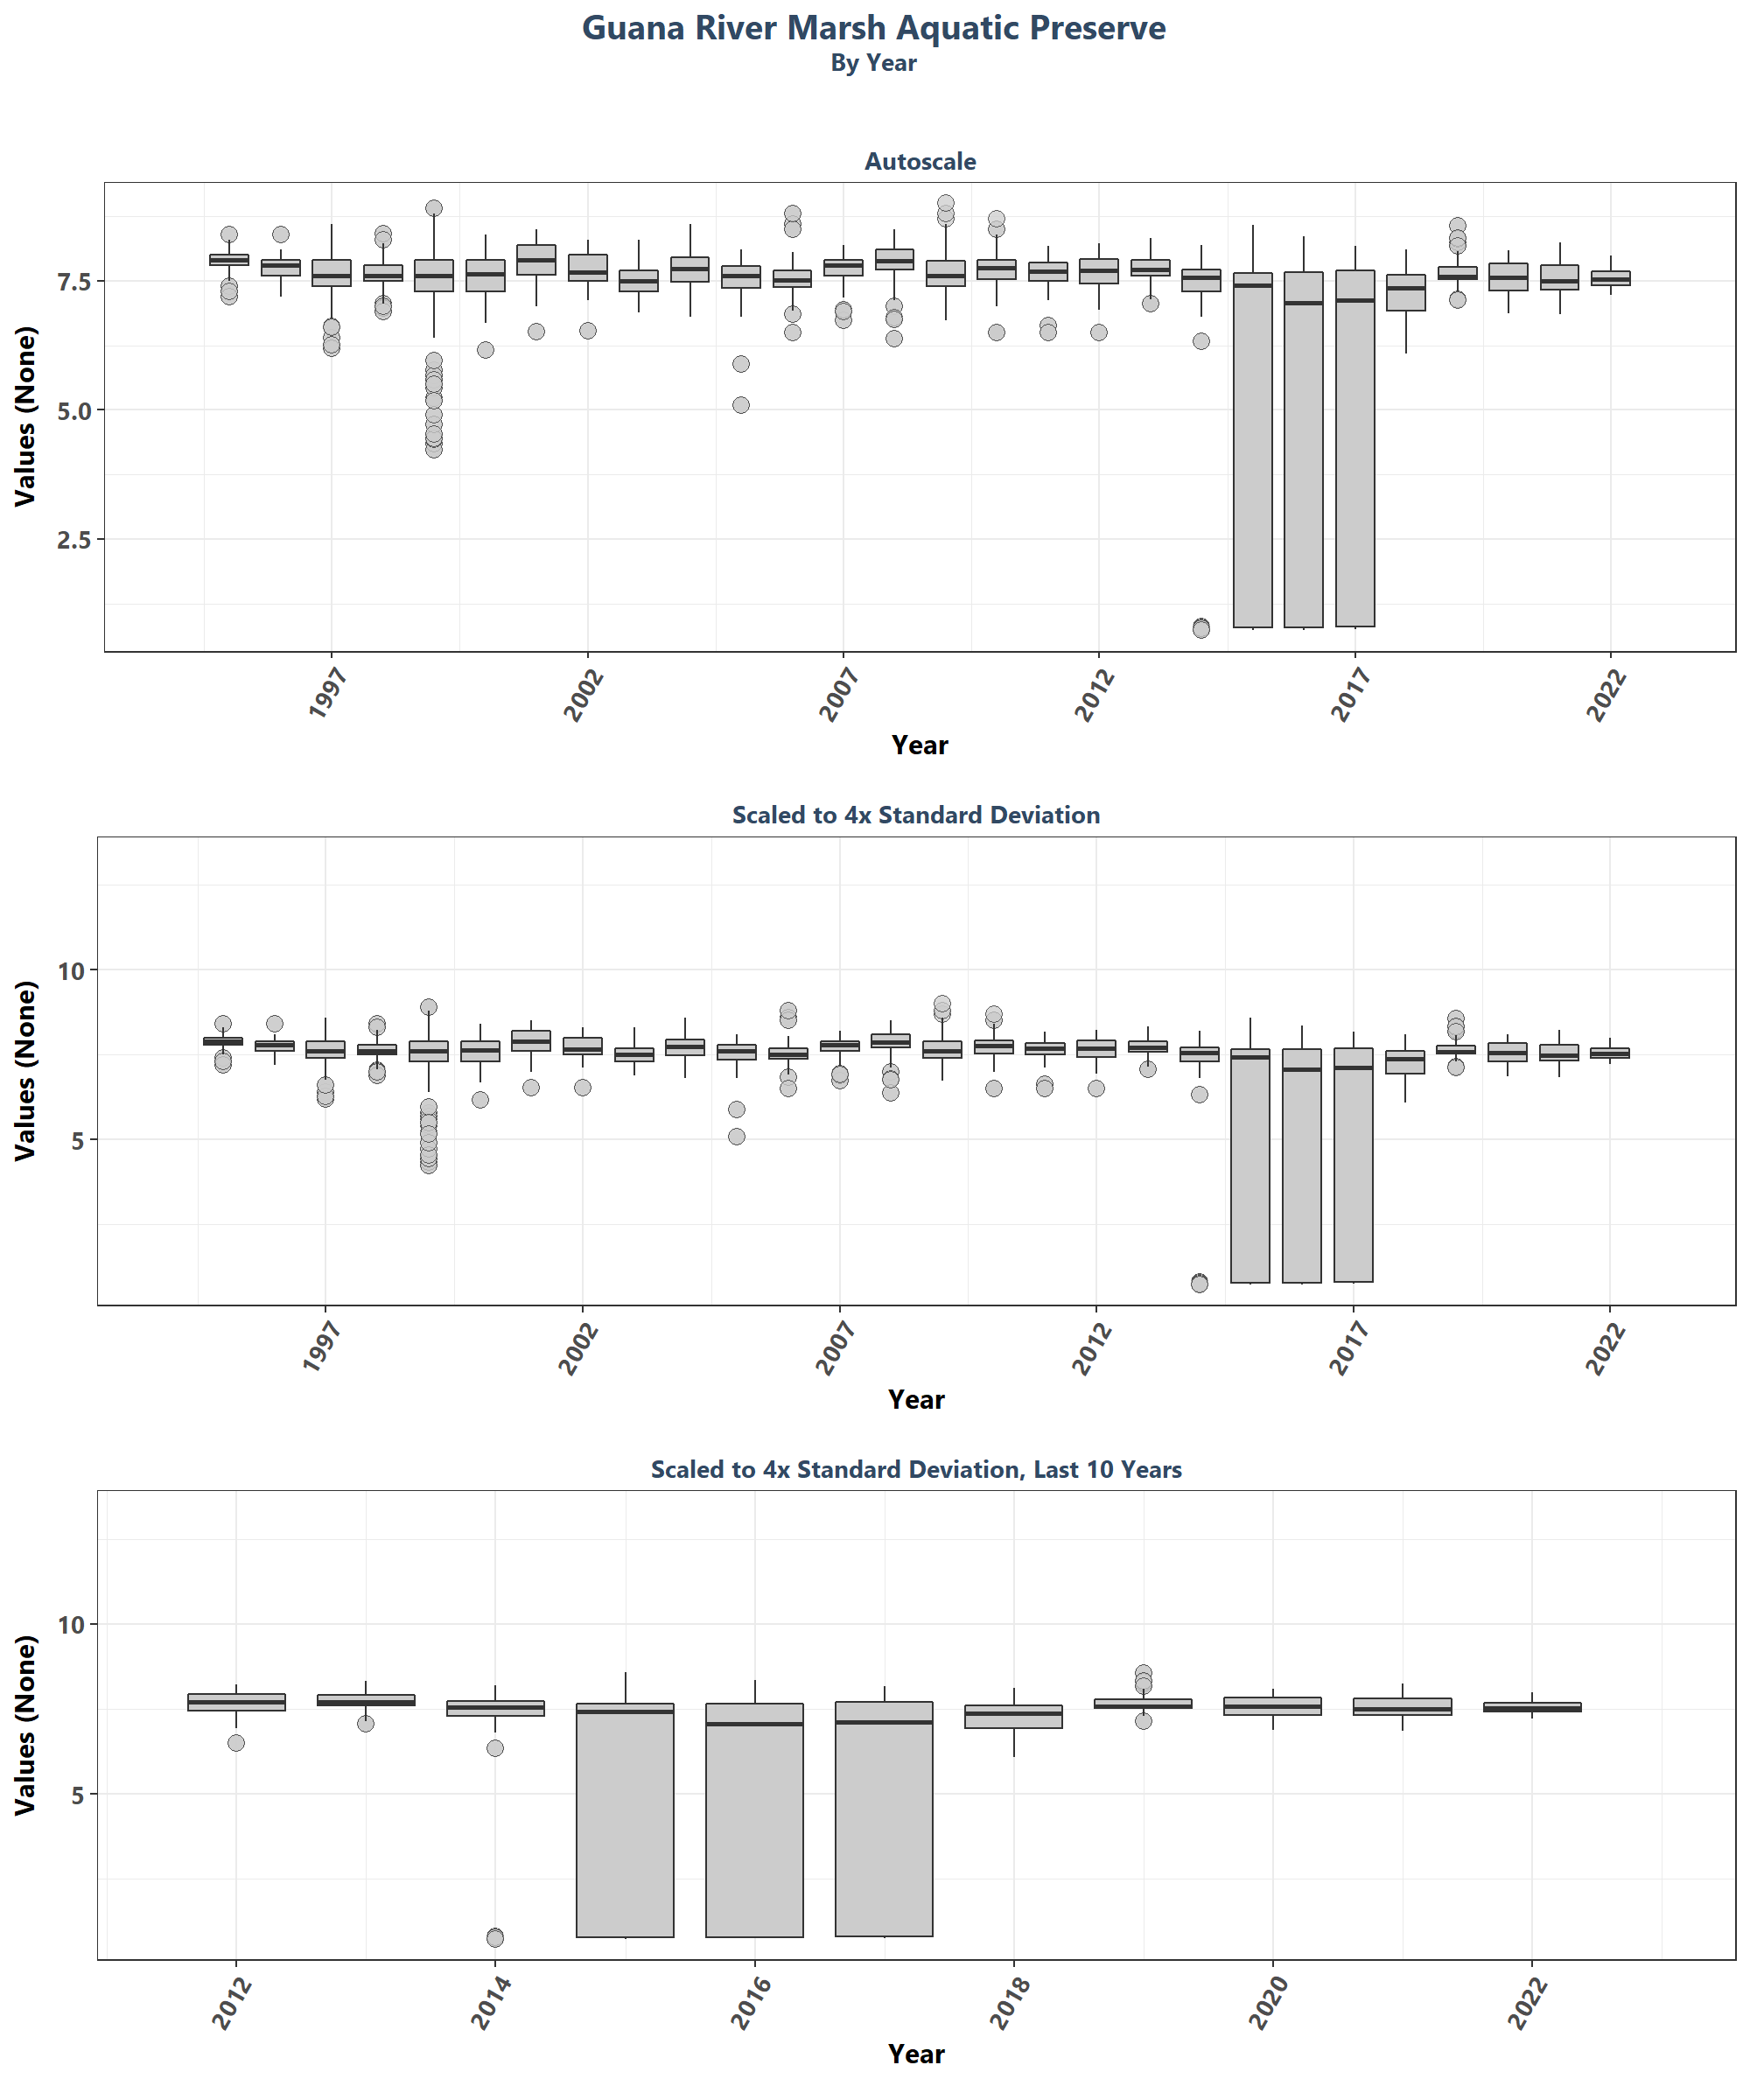 Guana River Marsh Aquatic Preserve
By Year
Autoscale
Values (None)
7.5
5.0
2.5
1997 2002 2007 2012 2017 2022
Year
Scaled to 4x Standard Deviation
Values (None)
10
5
1997 2002 2007 2012 2017 2022
Year
Scaled to 4x Standard Deviation, Last 10 Years
Values (None)
10
5
2012 2014 2016 2018 2020 2022
Year